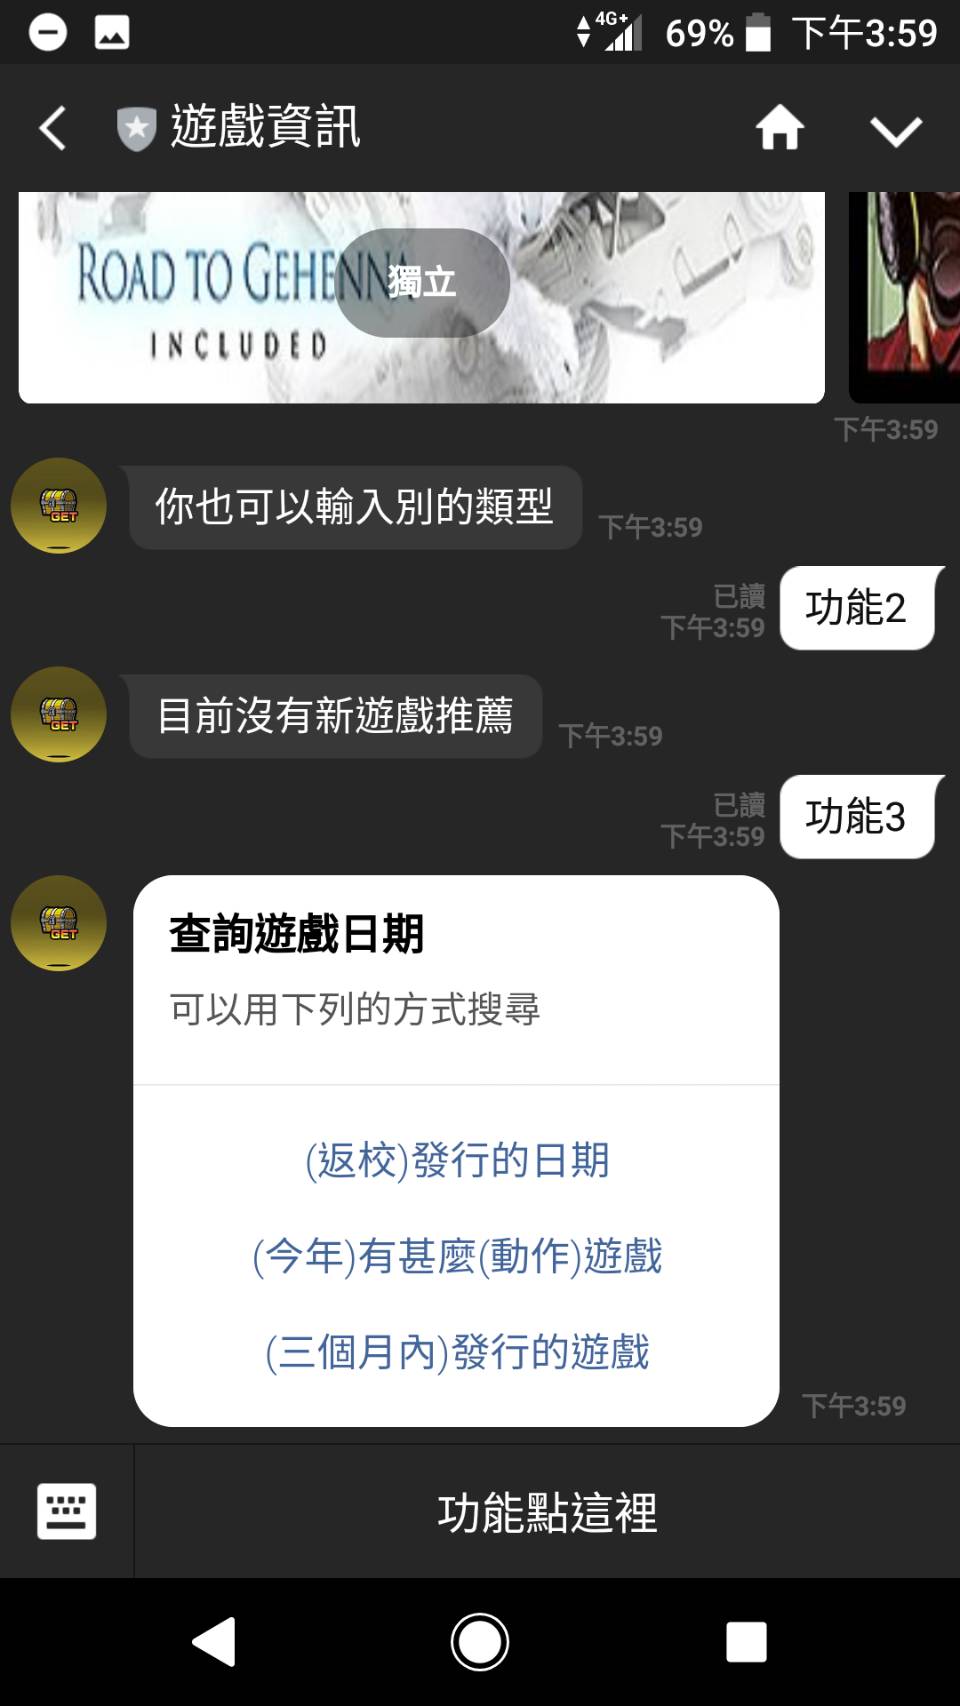 4G+ 69% 下午3:59
遊戲資訊
ROAD TO GEHENNA
獨立
INCLUDED
下午3:59
GET
你也可以輸入別的類型
下午3:59
已讀
下午3:59
功能2
GET
目前沒有新遊戲推薦
下午3:59
已讀
下午3:59
功能3
GET
查詢遊戲日期
可以用下列的方式搜尋
(返校)發行的日期
(今年)有甚麼(動作)遊戲
(三個月內)發行的遊戲
下午3:59
功能點這裡